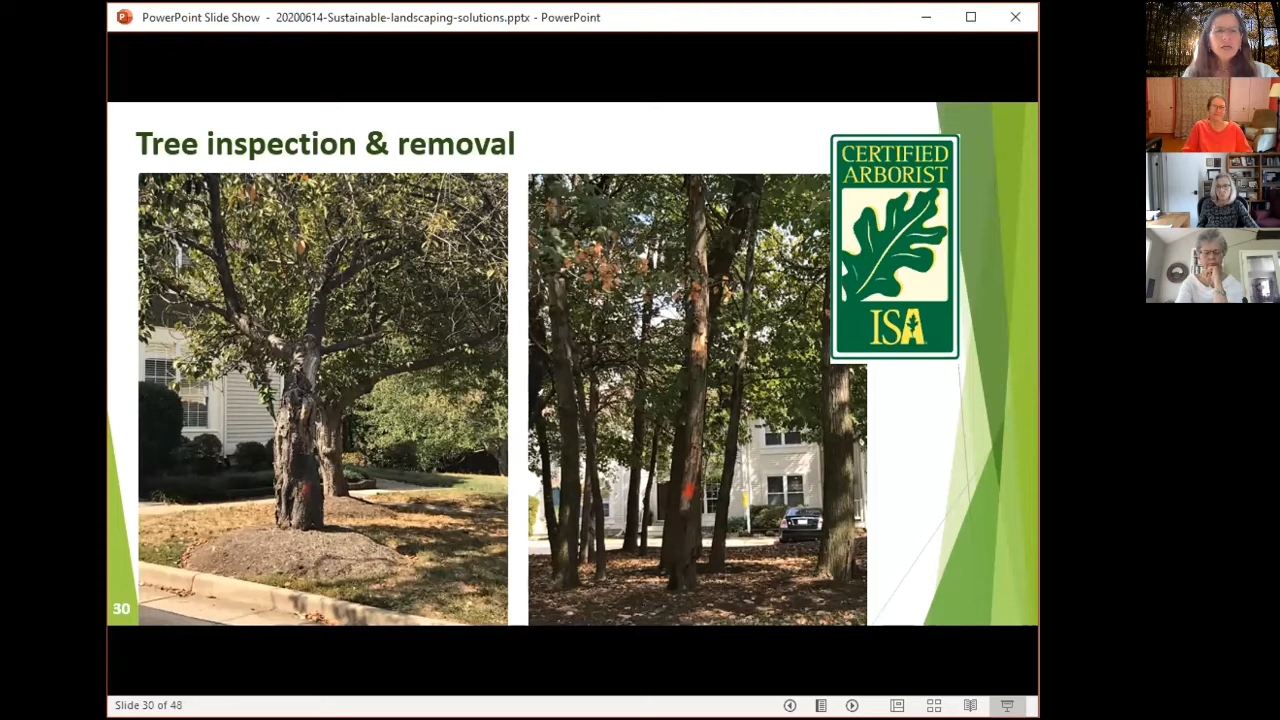 PowerPoint Slide Show - 20200614-Sustainable-landscaping-solutions.pptx - PowerPoint
Tree inspection & removal
CERTIFIED
ARBORIST
ISA
30
Slide 30 of 48